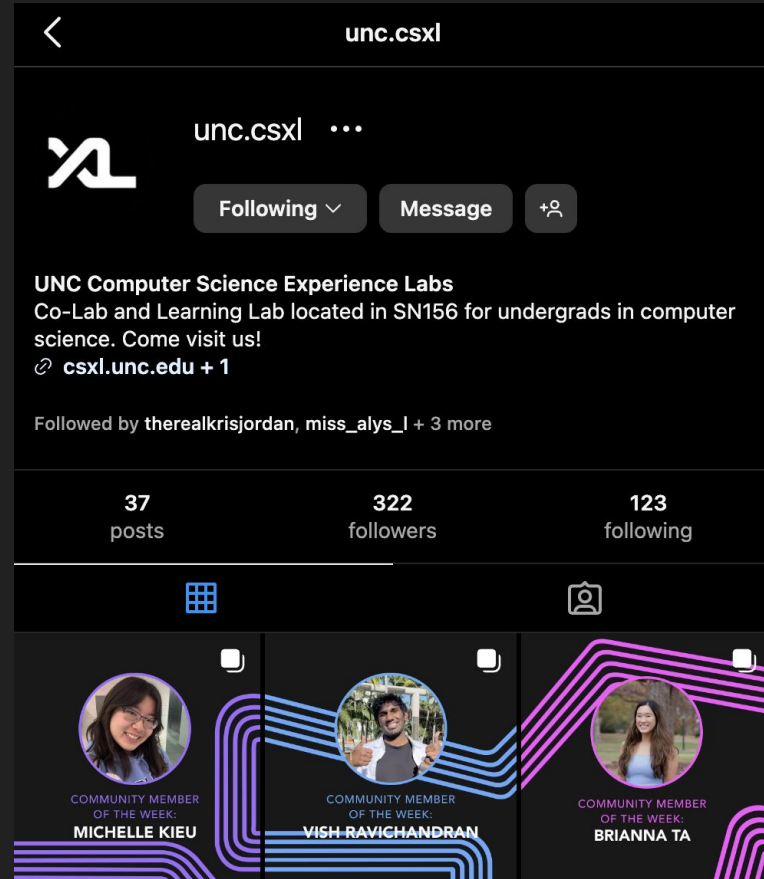 unc.csxl
XL
unc.csxl
Following
Message
UNC Computer Science Experience Labs
Co-Lab and Learning Lab located in SN156 for undergrads in computer
science. Come visit us!
csxl.unc.edu + 1
Followed by therealkrisjordan, miss_alys_l + 3 more
37
posts
322
followers
123
following
COMMUNITY MEMBER
OF THE WEEK:
MICHELLE KIEU
COMMUNITY MEMBER
OF THE WEEK:
VISH RAVICHANDRAN
COMMUNITY MEMBER
OF THE WEEK:
BRIANNA TA